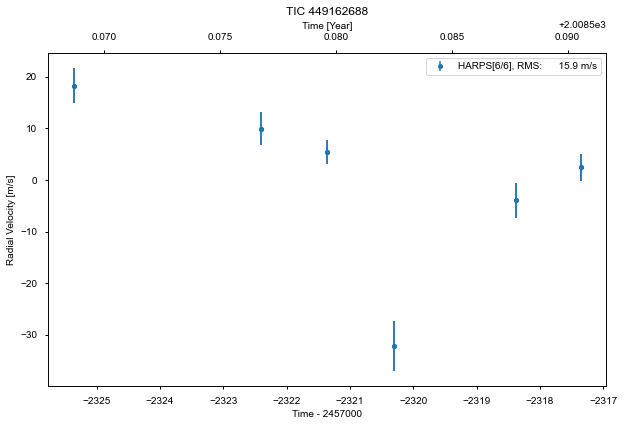 TIC 449162688
Time [Year]
+2.0085e3
0.070 0.075 0.080 0.085 0.090
HARPS[6/6], RMS: 15.9 m/s
20
10
0
−10
−20
−30
Radial Velocity [m/s]
−2325 −2324 −2323 −2322 −2321 −2320 −2319 −2318 −2317
Time - 2457000